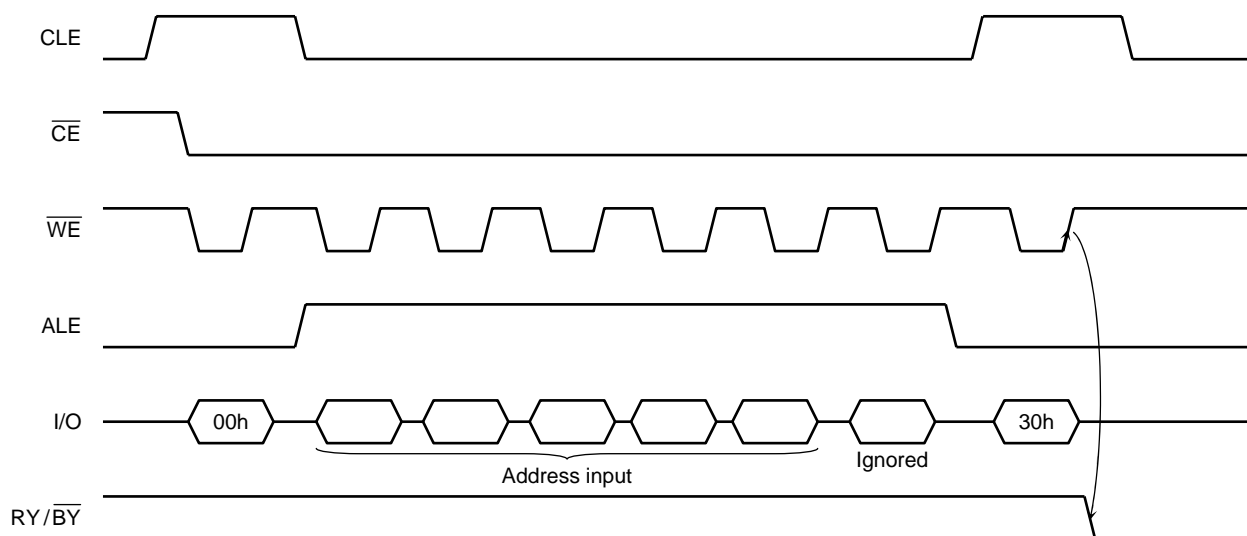 CLE
CE
WE
ALE
I/O
00h
30h
Address input
Ignored
RY/BY